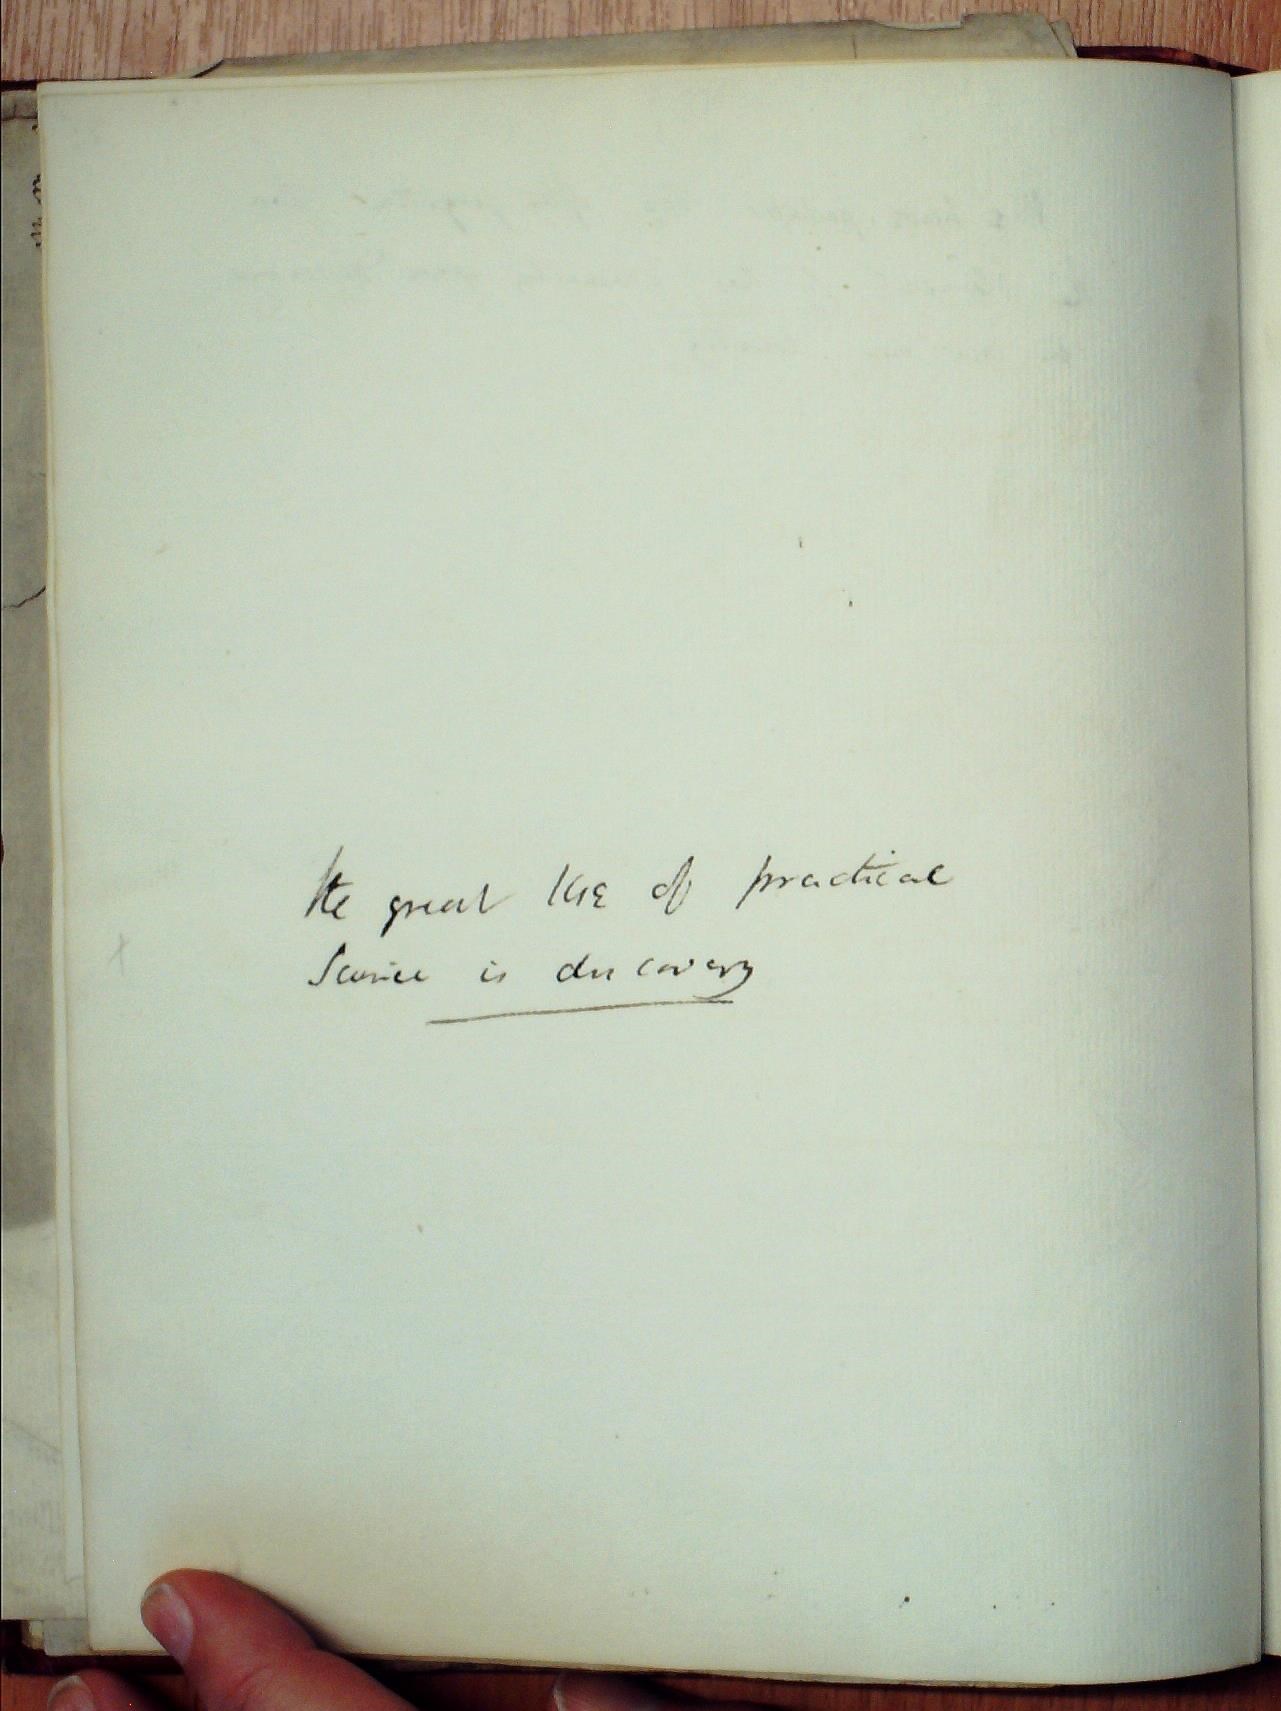 The great Use of practical
Science is discovery